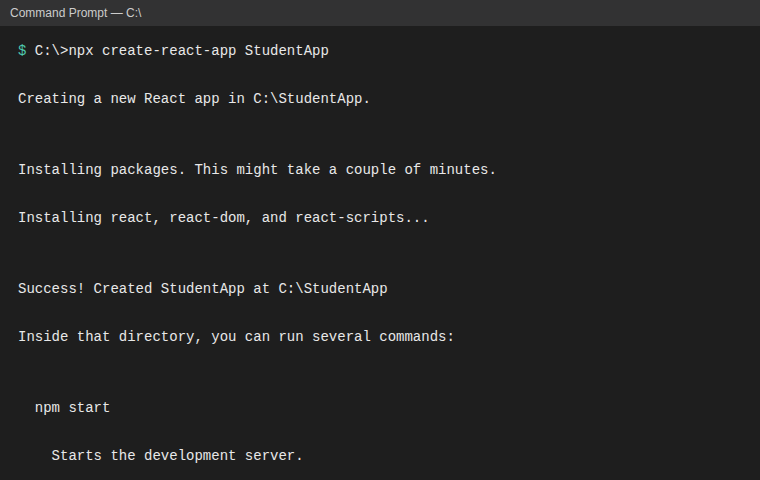 Command Prompt — C:\
$ C:\>npx create-react-app StudentApp
Creating a new React app in C:\StudentApp.
Installing packages. This might take a couple of minutes.
Installing react, react-dom, and react-scripts...
Success! Created StudentApp at C:\StudentApp
Inside that directory, you can run several commands:
npm start
Starts the development server.